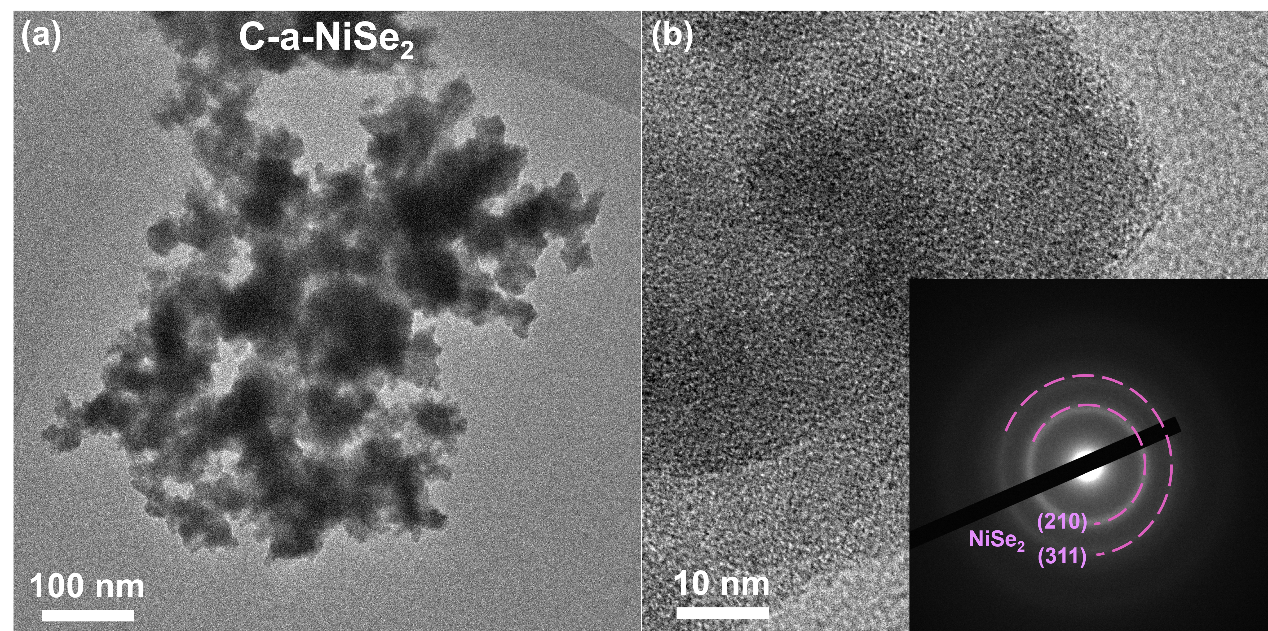 (a)
C-a-NiSe₂
100 nm
(b)
10 nm
(210)
NiSe₂
(311)